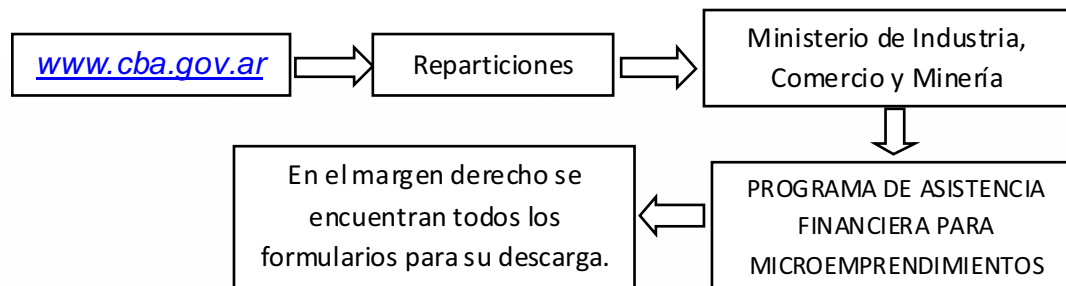 www.cba.gov.ar
Reparticiones
Ministerio de Industria,
Comercio y Minería
PROGRAMA DE ASISTENCIA
FINANCIERA PARA
MICROEMPRENDIMIENTOS
En el margen derecho se
encuentran todos los
formularios para su descarga.